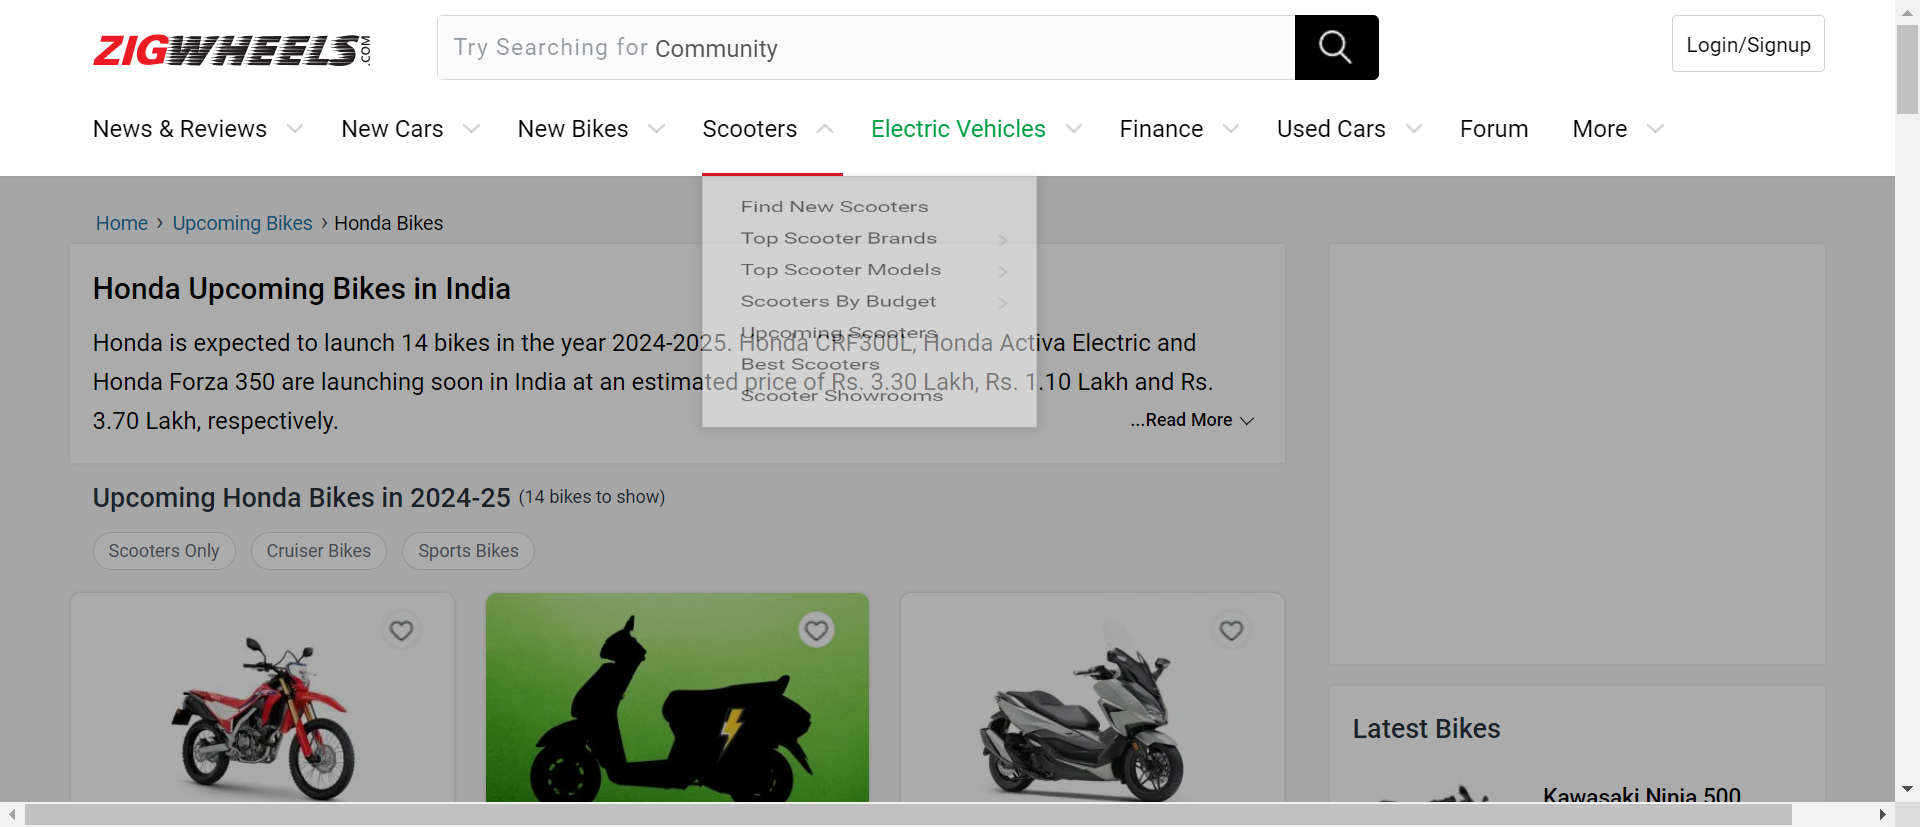 ZIGWHEELS.COM
Try Searching for Community
Login/Signup
News & Reviews
New Cars
New Bikes
Scooters
Electric Vehicles
Finance
Used Cars
Forum
More
Find New Scooters
Top Scooter Brands
Top Scooter Models
Scooters By Budget
Upcoming Scooters
Best Scooters
Scooter Showrooms
Home › Upcoming Bikes › Honda Bikes
Honda Upcoming Bikes in India
Honda is expected to launch 14 bikes in the year 2024-2025. Honda CRF300L, Honda Activa Electric and
Honda Forza 350 are launching soon in India at an estimated price of Rs. 3.30 Lakh, Rs. 1.10 Lakh and Rs.
3.70 Lakh, respectively.
...Read More
Upcoming Honda Bikes in 2024-25 (14 bikes to show)
Scooters Only
Cruiser Bikes
Sports Bikes
Latest Bikes
Kawasaki Ninja 500